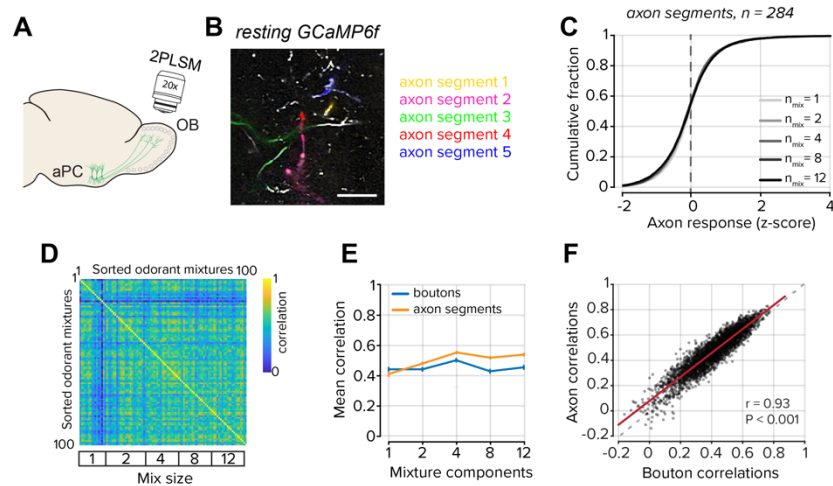 A
2PLSM
20x
OB
aPC
B
resting GCaMP6f
axon segment 1
axon segment 2
axon segment 3
axon segment 4
axon segment 5
C
axon segments, n = 284
Cumulative fraction
1
0.8
0.6
0.4
0.2
0
-2 0 2 4
Axon response (z-score)
n_mix = 1
n_mix = 2
n_mix = 4
n_mix = 8
n_mix = 12
D
1 Sorted odorant mixtures 100
1
Sorted odorant mixtures
100
1 2 4 8 12
Mix size
1
correlation
0
E
Mean correlation
1
0.8
0.6
0.4
0.2
0
boutons
axon segments
1 2 4 8 12
Mixture components
F
Axon correlations
1
0.8
0.6
0.4
0.2
0
-0.2
r = 0.93
P < 0.001
-0.2 0 0.2 0.4 0.6 0.8 1
Bouton correlations